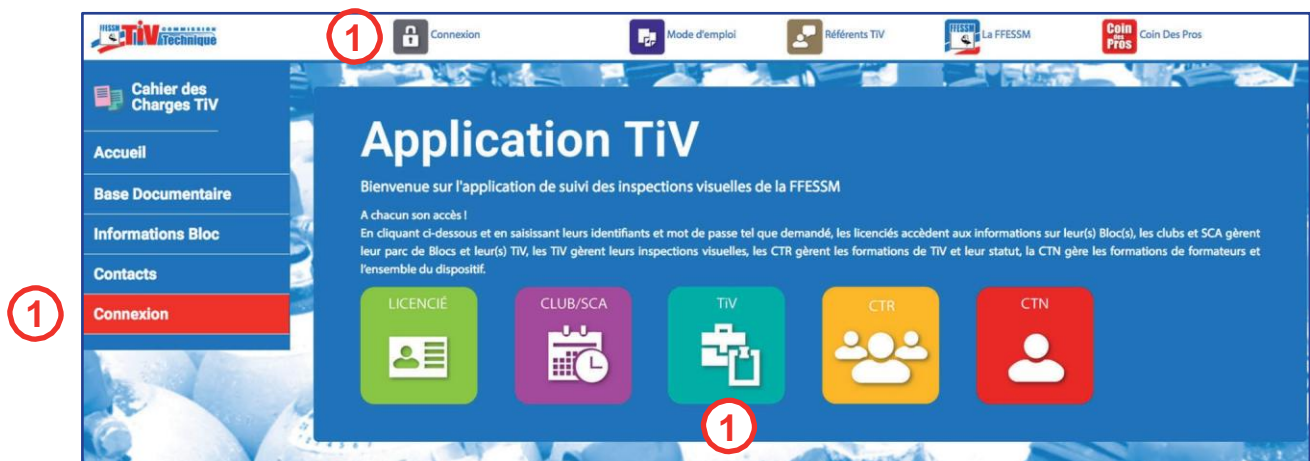 FFESSM TiV COMMISSION
Technique
1
Connexion
Mode d'emploi
Référents TIV
FFESSM
La FFESSM
Coin
des
Pros
Coin Des Pros
Cahier des
Charges TIV
Accueil
Base Documentaire
Informations Bloc
Contacts
1
Connexion
Application TiV
Bienvenue sur l'application de suivi des inspections visuelles de la FFESSM
A chacun son accès !
En cliquant ci-dessous et en saisissant leurs identifiants et mot de passe tel que demandé, les licenciés accèdent aux informations sur leur(s) Bloc(s), les clubs et SCA gèrent
leur parc de Blocs et leur(s) TiV, les TiV gèrent leurs inspections visuelles, les CTR gèrent les formations de TiV et leur statut, la CTN gère les formations de formateurs et
l'ensemble du dispositif.
LICENCIÉ
CLUB/SCA
TiV
CTR
CTN
1